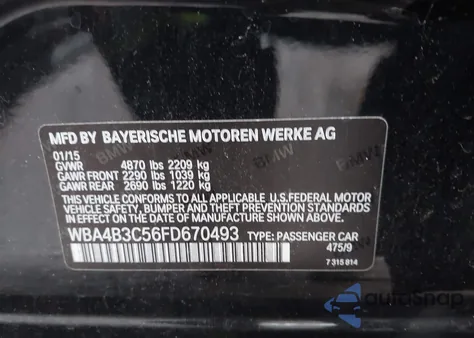 MFD BY BAYERISCHE MOTOREN WERKE AG
01/15
GVWR 4870 lbs 2209 kg
GAWR FRONT 2290 lbs 1039 kg
GAWR REAR 2690 lbs 1220 kg
THIS VEHICLE CONFORMS TO ALL APPLICABLE U.S.FEDERAL MOTOR
VEHICLE SAFETY, BUMPER, AND THEFT PREVENTION STANDARDS
IN EFFECT ON THE DATE OF MANUFACTURE SHOWN ABOVE.
WBA4B3C56FD670493 TYPE: PASSENGER CAR
475/9
7 315 814
autosnap